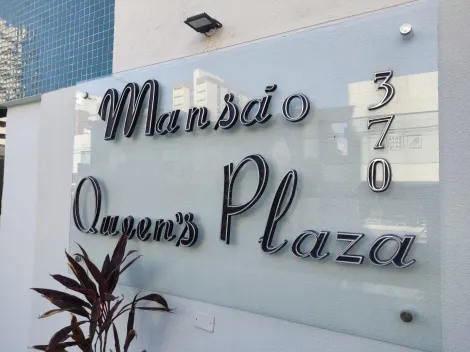 Mansão
Queen's Plaza
370